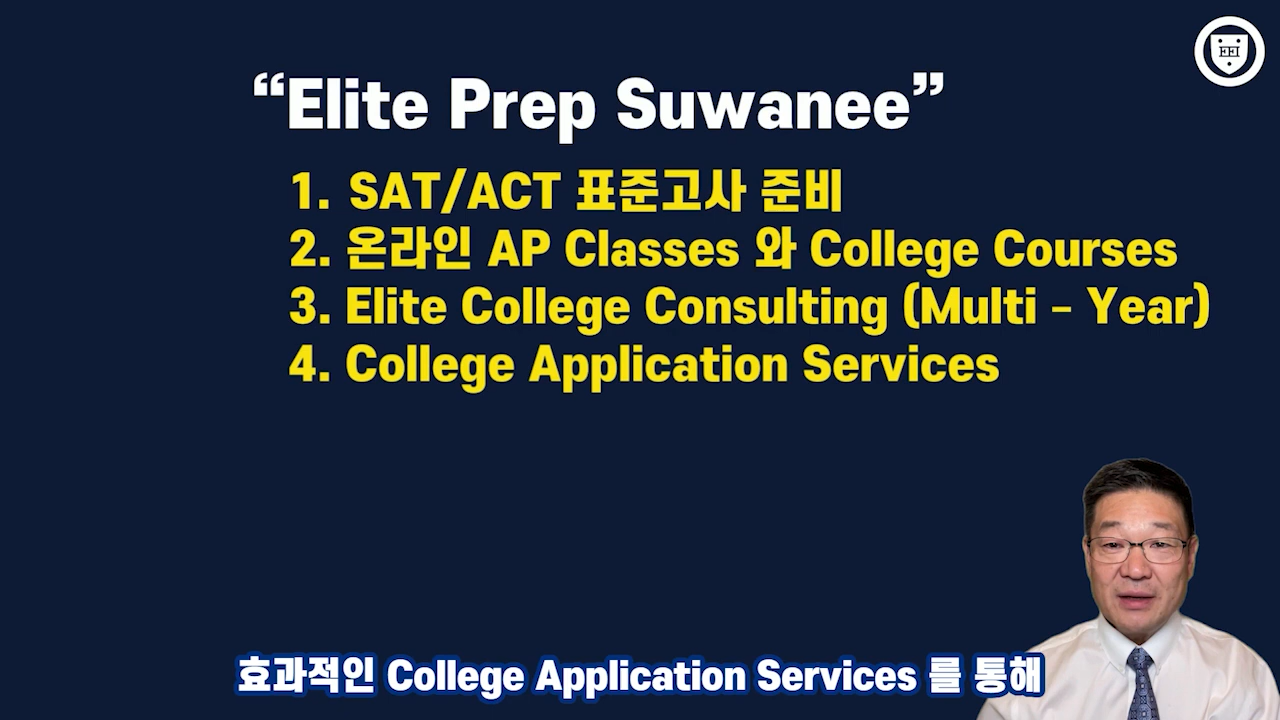 “Elite Prep Suwanee”
1. SAT/ACT 표준고사 준비
2. 온라인 AP Classes 와 College Courses
3. Elite College Consulting (Multi - Year)
4. College Application Services
효과적인 College Application Services 를 통해